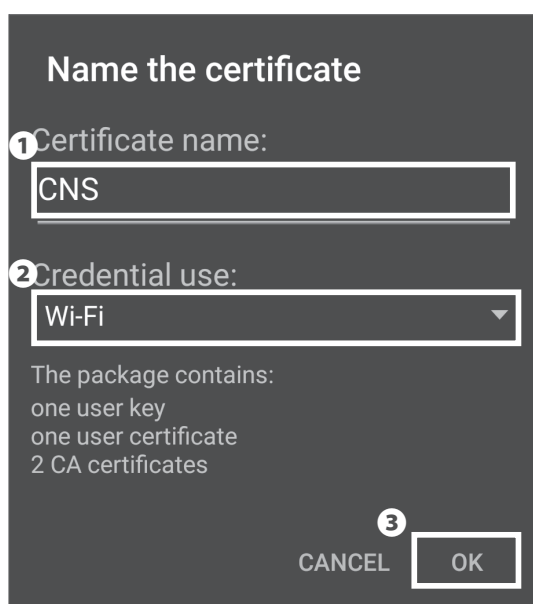 Name the certificate
1 Certificate name:
CNS
2 Credential use:
Wi-Fi
The package contains:
one user key
one user certificate
2 CA certificates
3
CANCEL OK